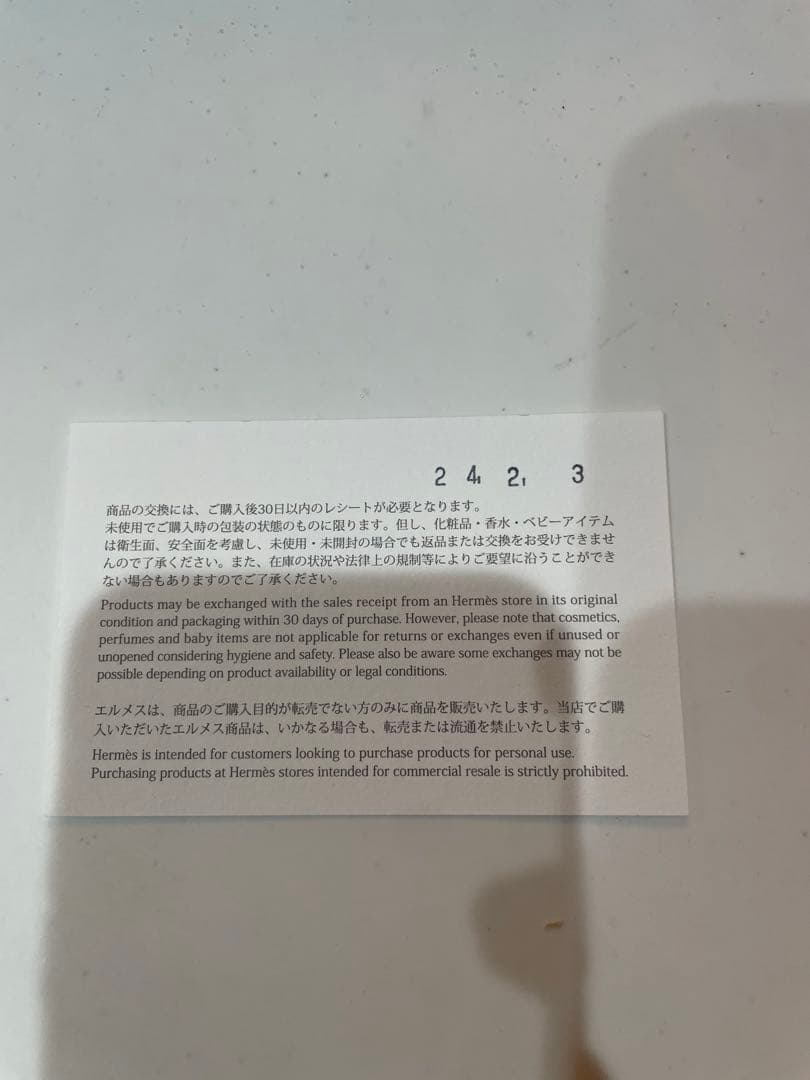 24. 2. 3
商品の交換には、ご購入後30日以内のレシートが必要となります。
未使用でご購入時の包装の状態のものに限ります。但し、化粧品・香水・ベビーアイテム
は衛生面、安全面を考慮し、未使用・未開封の場合でも返品または交換をお受けできませ
んので了承ください。また、在庫の状況や法律上の規制等によりご要望に沿うことができ
ない場合もありますのでご了承ください。
Products may be exchanged with the sales receipt from an Hermès store in its original
condition and packaging within 30 days of purchase. However, please note that cosmetics,
perfumes and baby items are not applicable for returns or exchanges even if unused or
unopened considering hygiene and safety. Please also be aware some exchanges may not be
possible depending on product availability or legal conditions.
エルメスは、商品のご購入目的が転売でない方のみに商品を販売いたします。当店でご購
入いただいたエルメス商品は、いかなる場合も、転売または流通を禁止いたします。
Hermès is intended for customers looking to purchase products for personal use.
Purchasing products at Hermès stores intended for commercial resale is strictly prohibited.